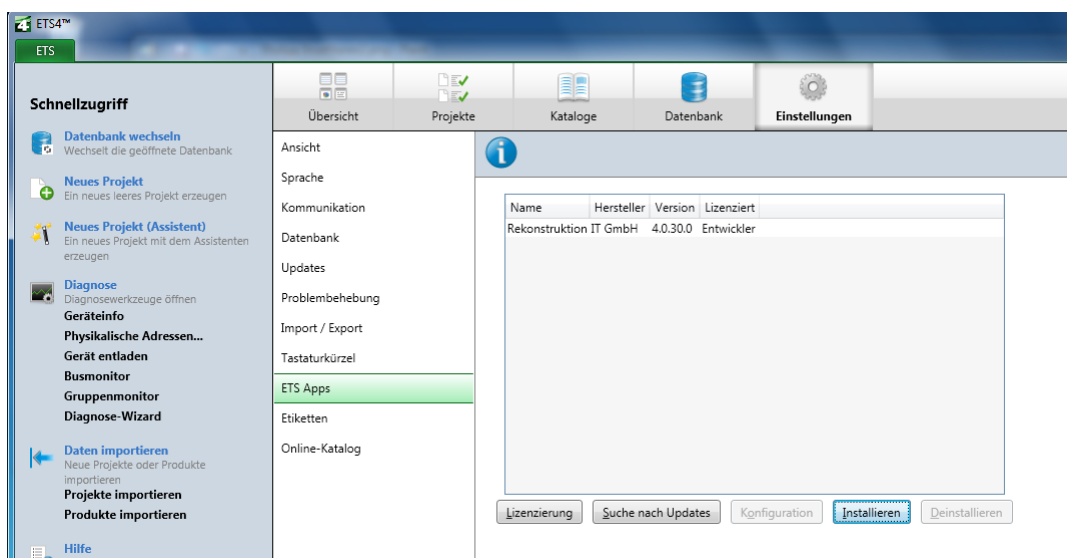 ETS4™
ETS
Schnellzugriff
Datenbank wechseln
Wechselt die geöffnete Datenbank
Neues Projekt
Ein neues leeres Projekt erzeugen
Neues Projekt (Assistent)
Ein neues Projekt mit dem Assistenten
erzeugen
Diagnose
Diagnosewerkzeuge öffnen
Geräteinfo
Physikalische Adressen...
Gerät entladen
Busmonitor
Gruppenmonitor
Diagnose-Wizard
Daten importieren
Neue Projekte oder Produkte
importieren
Projekte importieren
Produkte importieren
Hilfe
Übersicht Projekte Kataloge Datenbank Einstellungen
Ansicht
Sprache
Kommunikation
Datenbank
Updates
Problembehebung
Import / Export
Tastaturkürzel
ETS Apps
Etiketten
Online-Katalog
Name Hersteller Version Lizenziert
Rekonstruktion IT GmbH 4.0.30.0 Entwickler
Lizenzierung Suche nach Updates Konfiguration Installieren Deinstallieren